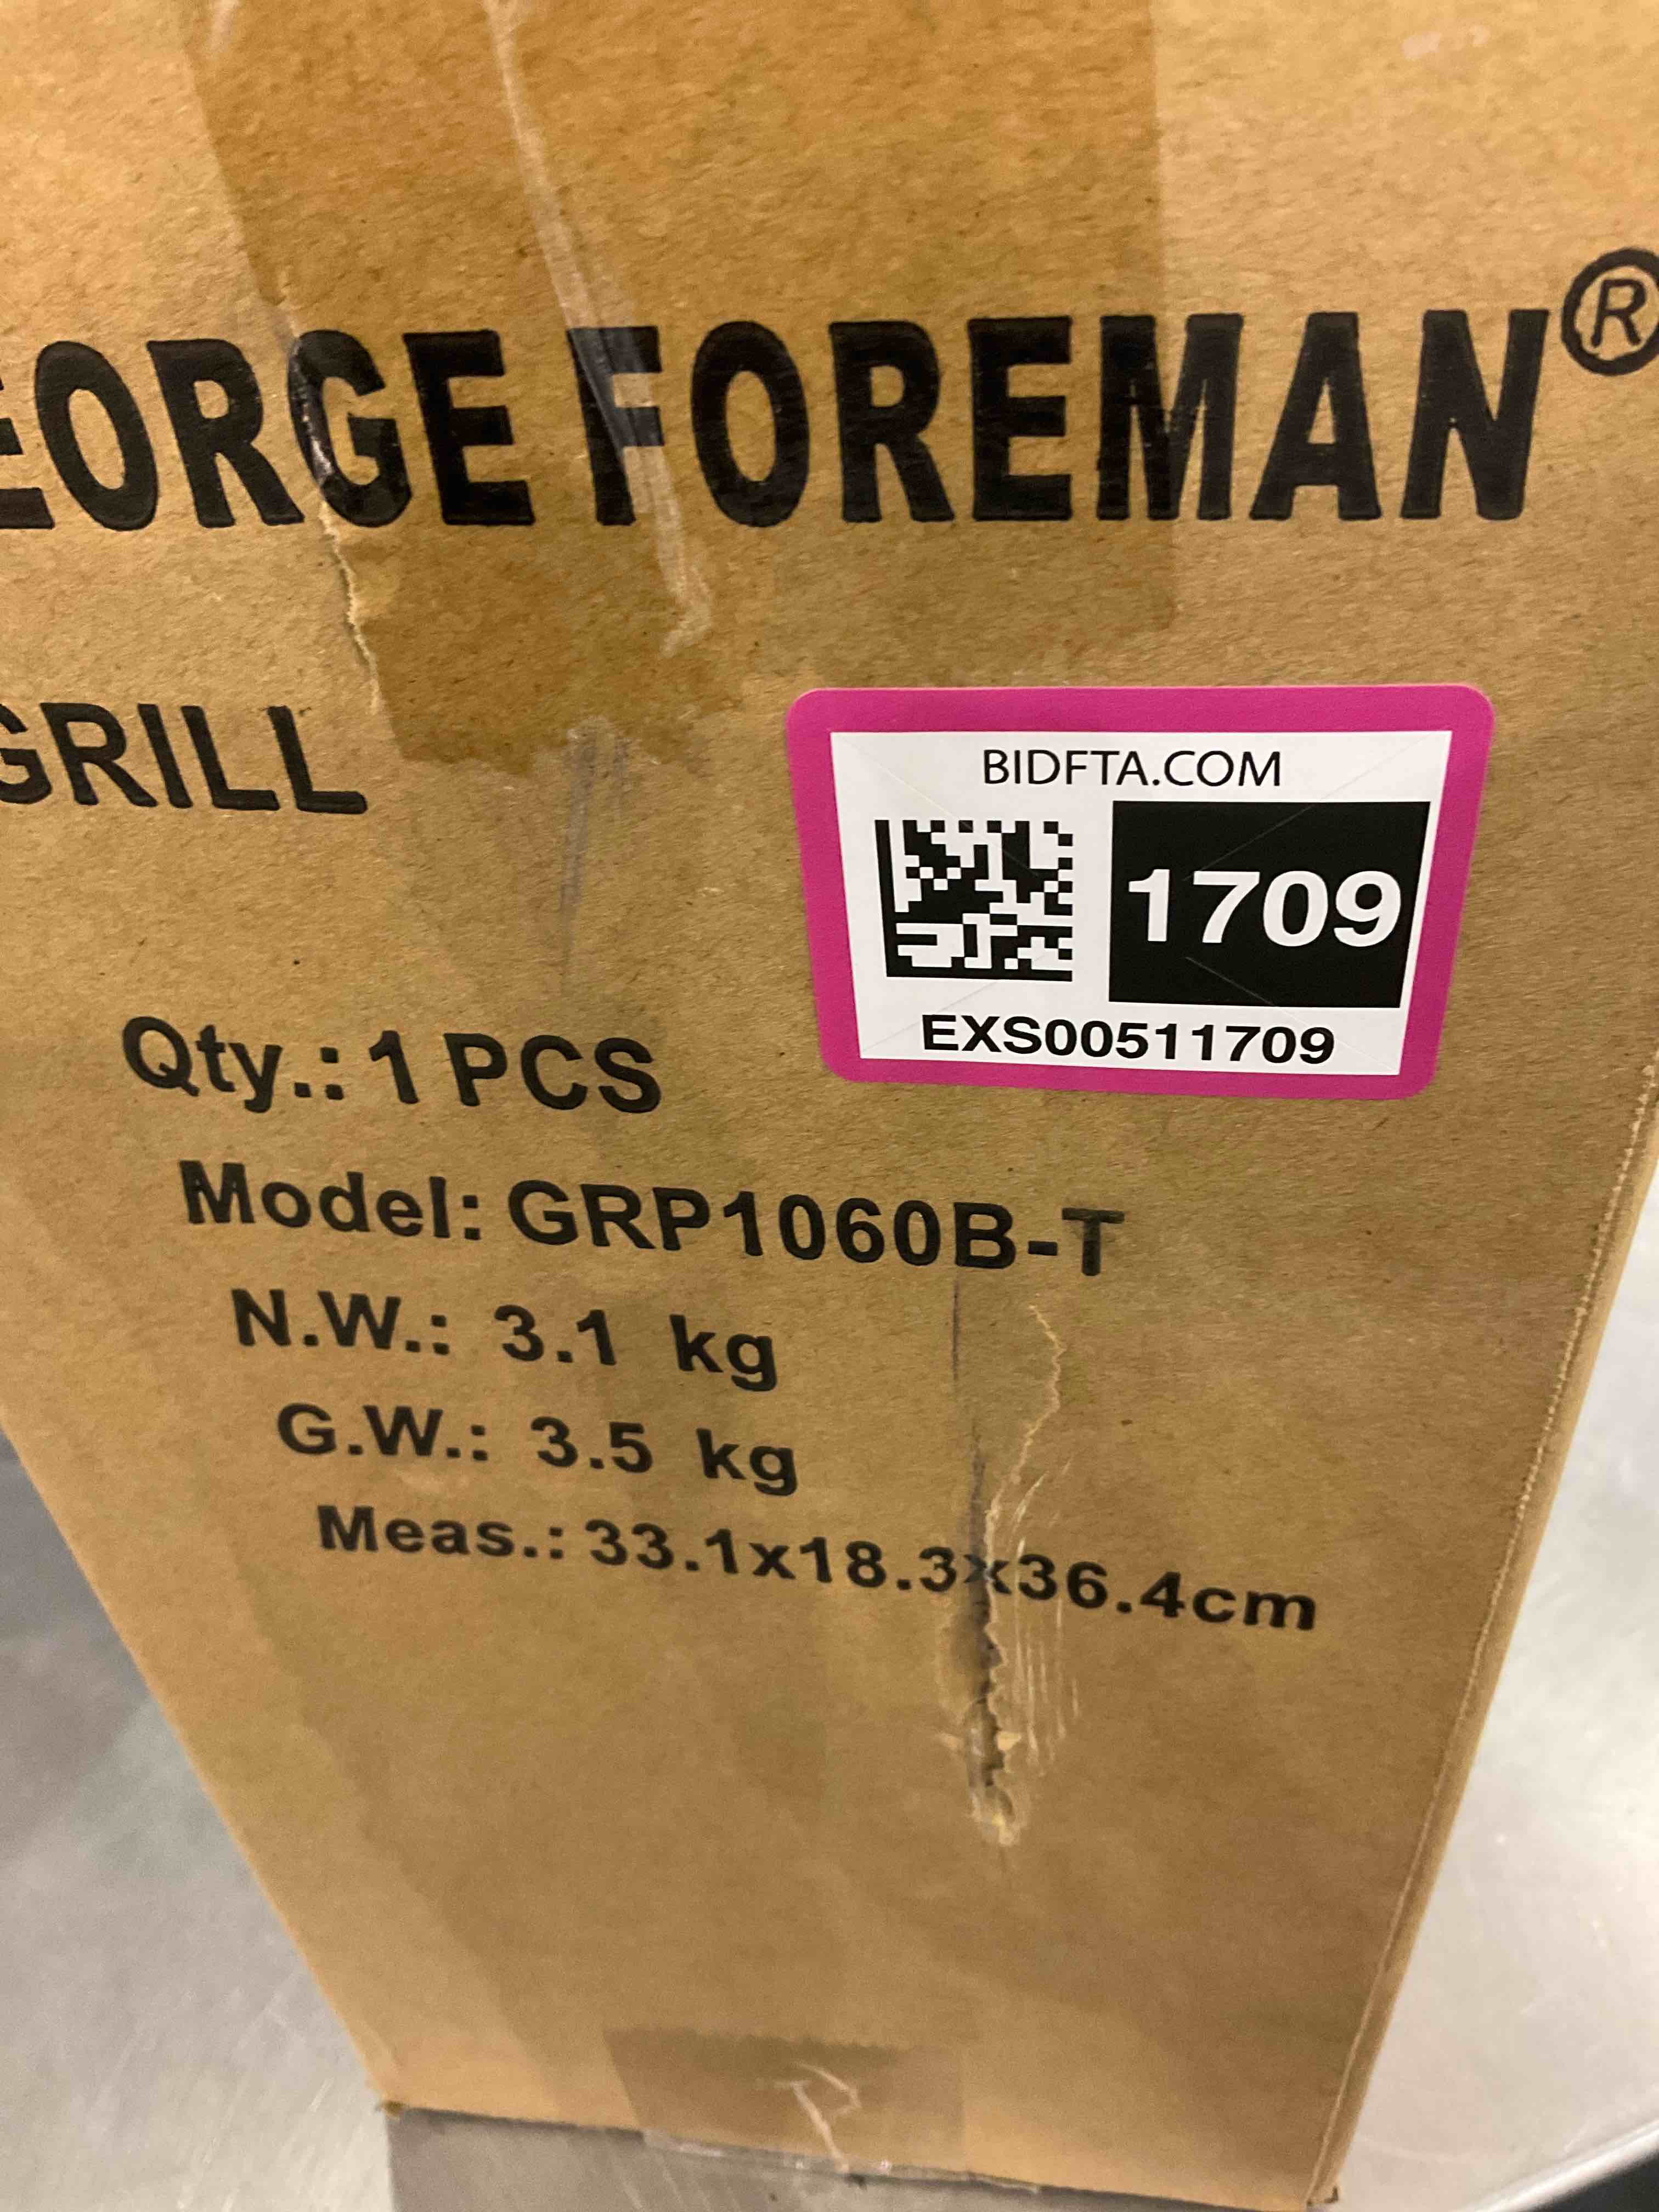 EORGE FOREMAN®
GRILL
BIDFTA.COM
1709
EXS00511709
Qty.: 1 PCS
Model: GRP1060B-T
N.W.: 3.1 kg
G.W.: 3.5 kg
Meas.: 33.1x18.3x36.4cm